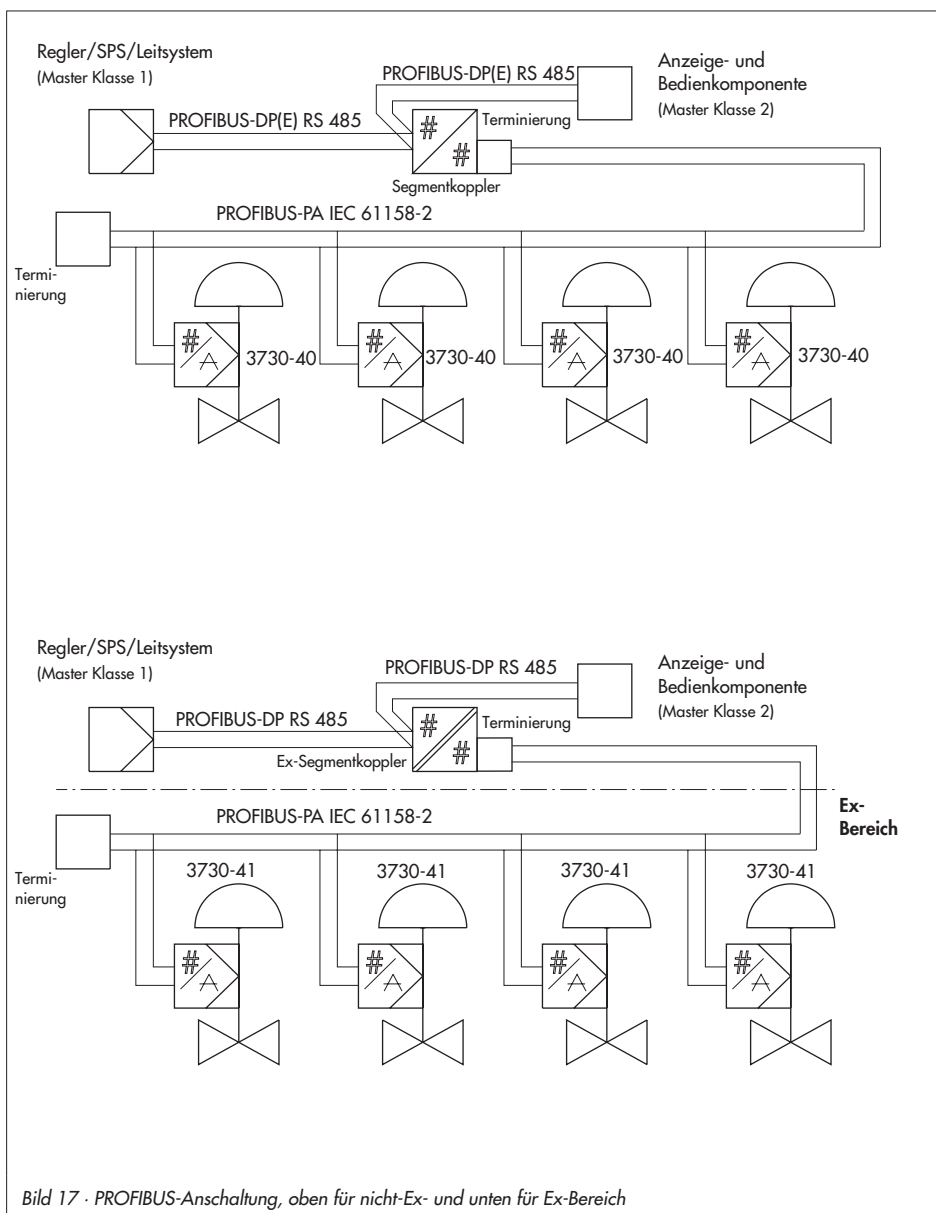 Regler/SPS/Leitsystem
(Master Klasse 1)
PROFIBUS-DP(E) RS 485
PROFIBUS-DP(E) RS 485
Anzeige- und
Bedienkomponente
(Master Klasse 2)
#
#
Terminierung
Segmentkoppler
PROFIBUS-PA IEC 61158-2
Termi-
nierung
#/A
3730-40
#/A
3730-40
#/A
3730-40
#/A
3730-40
Regler/SPS/Leitsystem
(Master Klasse 1)
PROFIBUS-DP RS 485
PROFIBUS-DP RS 485
Anzeige- und
Bedienkomponente
(Master Klasse 2)
#
#
Terminierung
Ex-Segmentkoppler
Ex-
Bereich
PROFIBUS-PA IEC 61158-2
Termi-
nierung
3730-41
3730-41
3730-41
3730-41
#/A
#/A
#/A
#/A
Bild 17 · PROFIBUS-Anschaltung, oben für nicht-Ex- und unten für Ex-Bereich